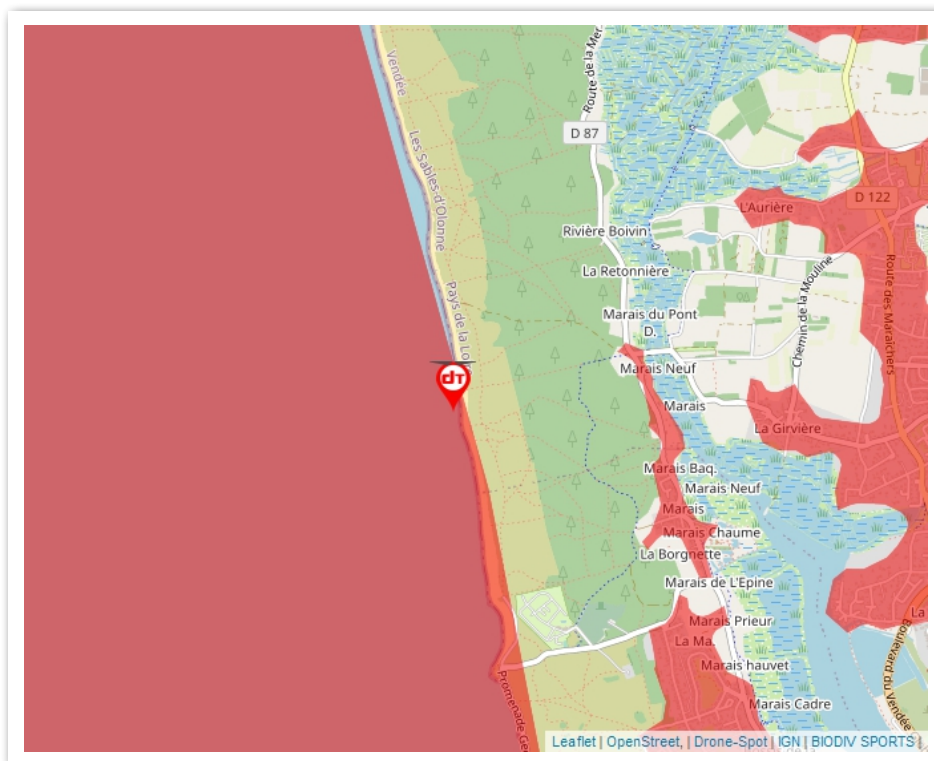 Vendée
Route de la Mer
Les Sables-d'Olonne
D 87
D 122
L'Aurière
Rivière Boivin
La Retonnière
Chemin de la Mouline
Route des Maraîchers
Pays de la Lo
Marais du Pont
D.
dT
Marais Neuf
Marais
La Girvière
Marais Baq.
Marais Neuf
Marais
Marais Chaume
La Borgnette
Marais de L'Epine
La
Marais Prieur
La Ma.
Boulevard du Vendée
Marais hauvet
Promenade Geo
Marais Cadre
Leaflet | OpenStreet, | Drone-Spot | IGN | BIODIV SPORTS |